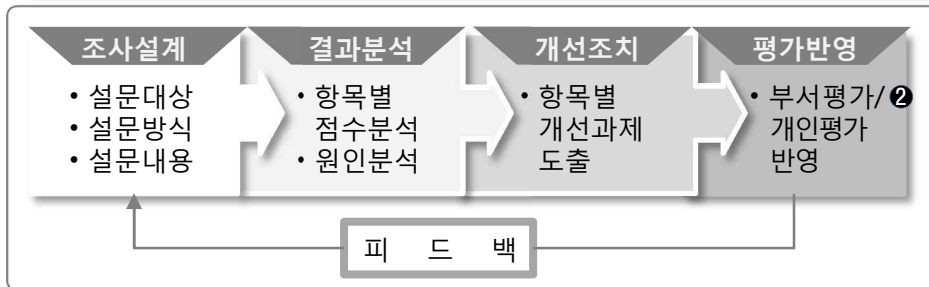 조사설계
• 설문대상
• 설문방식
• 설문내용
결과분석
• 항목별
점수분석
• 원인분석
개선조치
• 항목별
개선과제
도출
평가반영
• 부서평가/❷
개인평가
반영
피 드 백